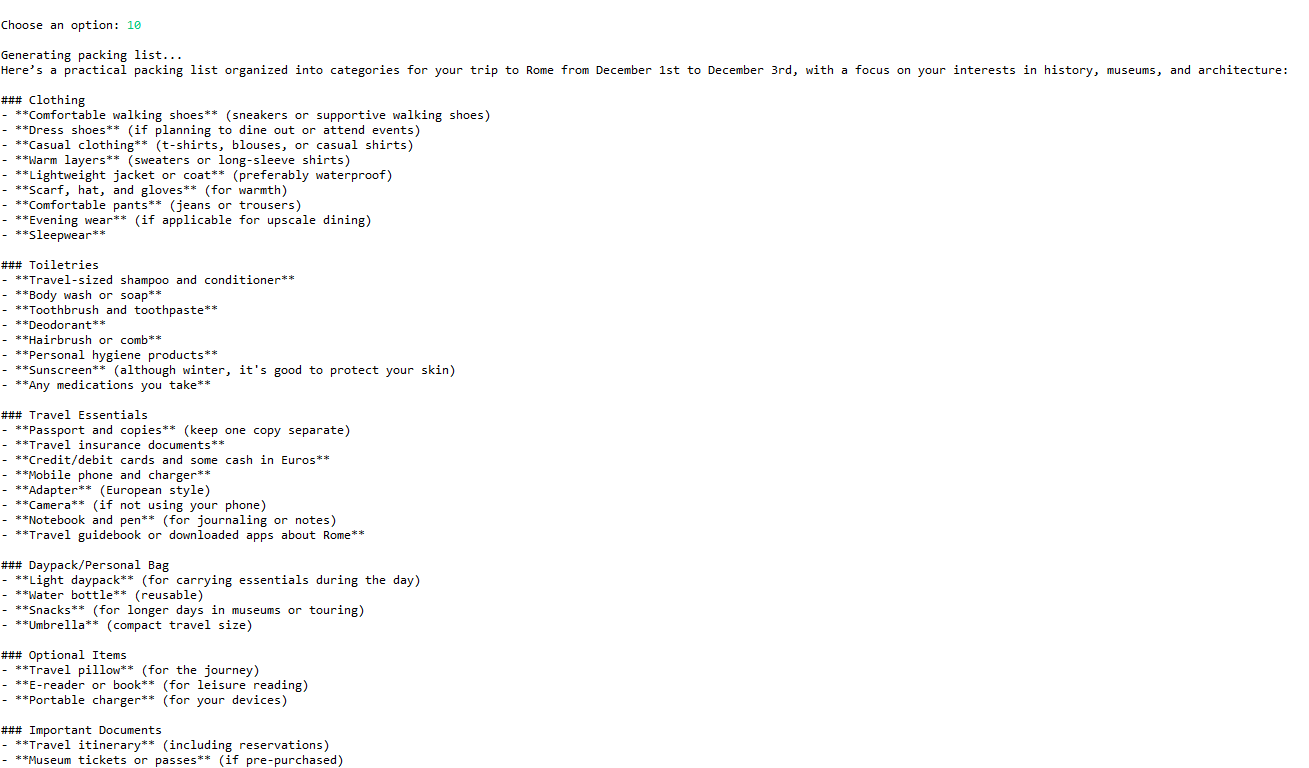 Choose an option: 10
Generating packing list...
Here’s a practical packing list organized into categories for your trip to Rome from December 1st to December 3rd, with a focus on your interests in history, museums, and architecture:
### Clothing
- **Comfortable walking shoes** (sneakers or supportive walking shoes)
- **Dress shoes** (if planning to dine out or attend events)
- **Casual clothing** (t-shirts, blouses, or casual shirts)
- **Warm layers** (sweaters or long-sleeve shirts)
- **Lightweight jacket or coat** (preferably waterproof)
- **Scarf, hat, and gloves** (for warmth)
- **Comfortable pants** (jeans or trousers)
- **Evening wear** (if applicable for upscale dining)
- **Sleepwear**
### Toiletries
- **Travel-sized shampoo and conditioner**
- **Body wash or soap**
- **Toothbrush and toothpaste**
- **Deodorant**
- **Hairbrush or comb**
- **Personal hygiene products**
- **Sunscreen** (although winter, it's good to protect your skin)
- **Any medications you take**
### Travel Essentials
- **Passport and copies** (keep one copy separate)
- **Travel insurance documents**
- **Credit/debit cards and some cash in Euros**
- **Mobile phone and charger**
- **Adapter** (European style)
- **Camera** (if not using your phone)
- **Notebook and pen** (for journaling or notes)
- **Travel guidebook or downloaded apps about Rome**
### Daypack/Personal Bag
- **Light daypack** (for carrying essentials during the day)
- **Water bottle** (reusable)
- **Snacks** (for longer days in museums or touring)
- **Umbrella** (compact travel size)
### Optional Items
- **Travel pillow** (for the journey)
- **E-reader or book** (for leisure reading)
- **Portable charger** (for your devices)
### Important Documents
- **Travel itinerary** (including reservations)
- **Museum tickets or passes** (if pre-purchased)